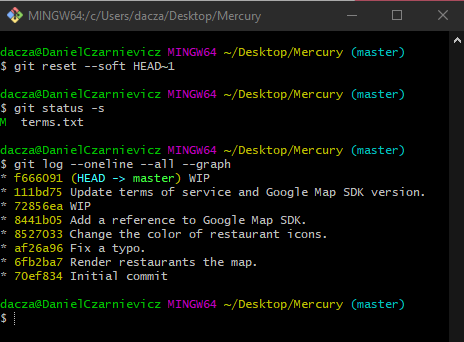 MINGW64:/c/Users/dacza/Desktop/Mercury
dacza@DanielCzarnievicz MINGW64 ~/Desktop/Mercury (master)
$ git reset --soft HEAD~1
dacza@DanielCzarnievicz MINGW64 ~/Desktop/Mercury (master)
$ git status -s
M  terms.txt
dacza@DanielCzarnievicz MINGW64 ~/Desktop/Mercury (master)
$ git log --oneline --all --graph
* f666091 (HEAD -> master) WIP
* 111bd75 Update terms of service and Google Map SDK version.
* 72856ea WIP
* 8441b05 Add a reference to Google Map SDK.
* 8527033 Change the color of restaurant icons.
* af26a96 Fix a typo.
* 6fb2ba7 Render restaurants the map.
* 70ef834 Initial commit
dacza@DanielCzarnievicz MINGW64 ~/Desktop/Mercury (master)
$